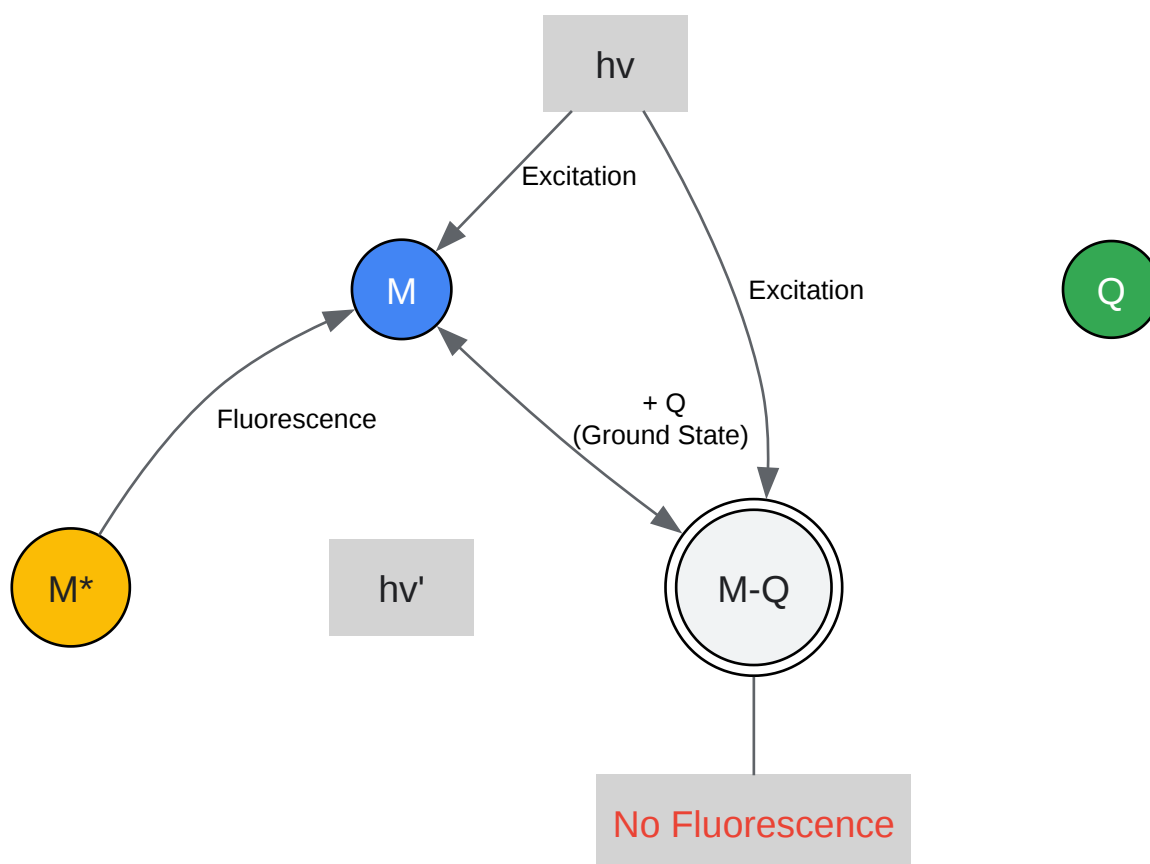 hv
Excitation
M
Excitation
Q
+ Q
(Ground State)
Fluorescence
M*
hv'
M-Q
No Fluorescence